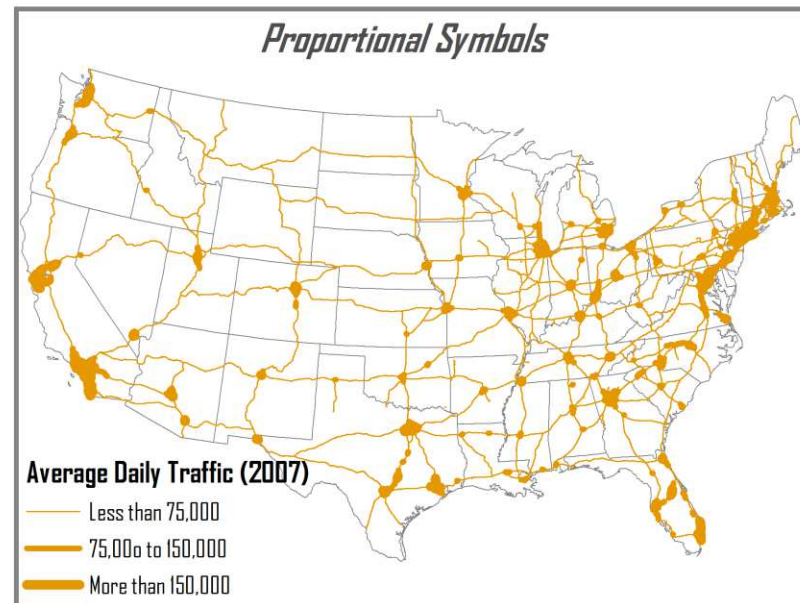 Proportional Symbols
Average Daily Traffic (2007)
Less than 75,000
75,00o to 150,000
More than 150,000